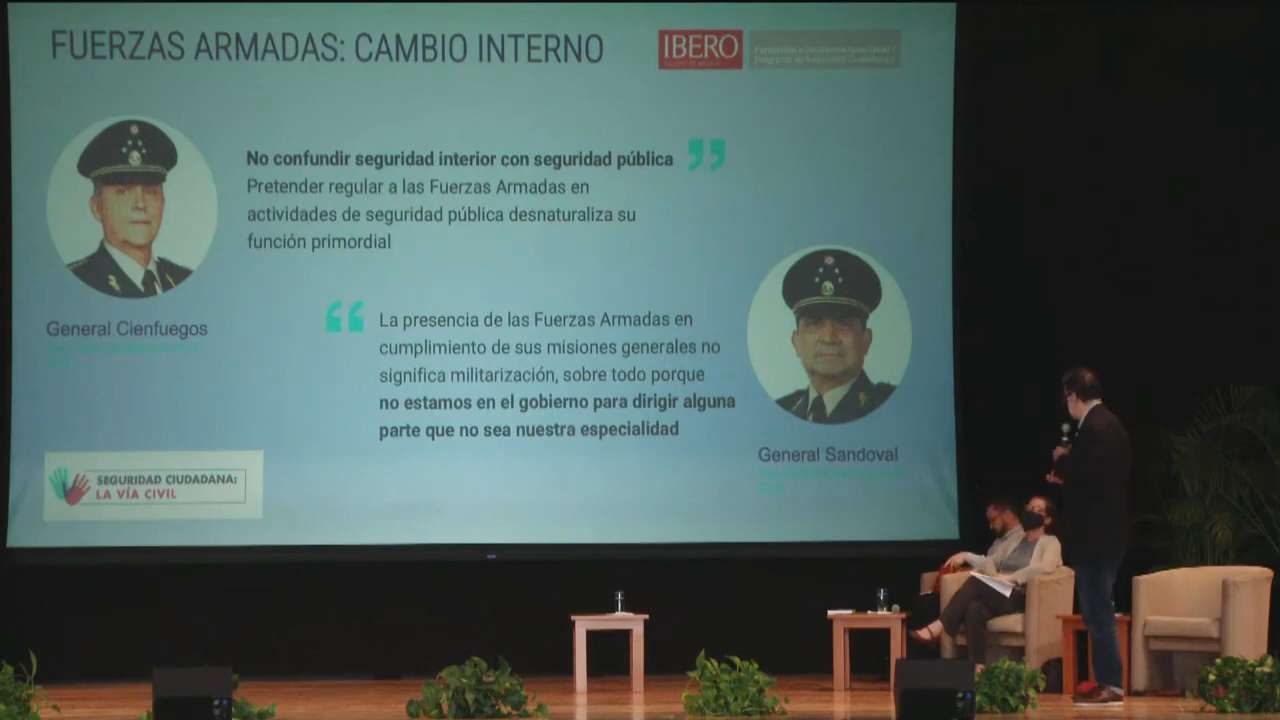 FUERZAS ARMADAS: CAMBIO INTERNO
IBERO
No confundir seguridad interior con seguridad pública
Pretender regular a las Fuerzas Armadas en
actividades de seguridad pública desnaturaliza su
función primordial
General Cienfuegos
La presencia de las Fuerzas Armadas en
cumplimiento de sus misiones generales no
significa militarización, sobre todo porque
no estamos en el gobierno para dirigir alguna
parte que no sea nuestra especialidad
General Sandoval
SEGURIDAD CIUDADANA:
LA VÍA CIVIL